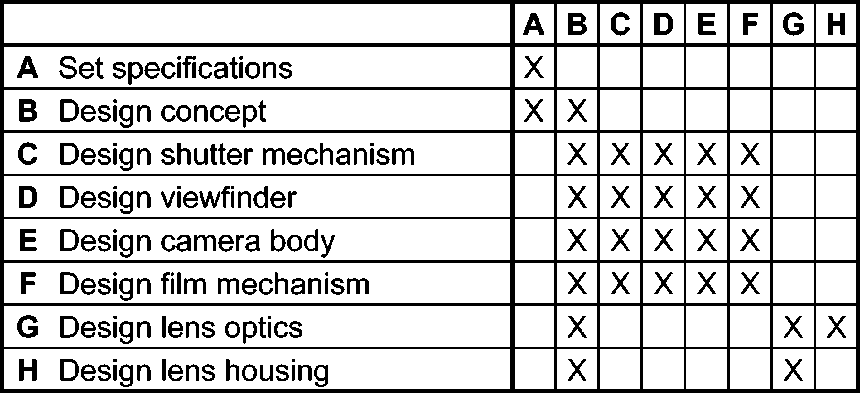 A B C D E F G H
A Set specifications X
B Design concept X X
C Design shutter mechanism X X X X X
D Design viewfinder X X X X X
E Design camera body X X X X X
F Design film mechanism X X X X X
G Design lens optics X X X
H Design lens housing X X